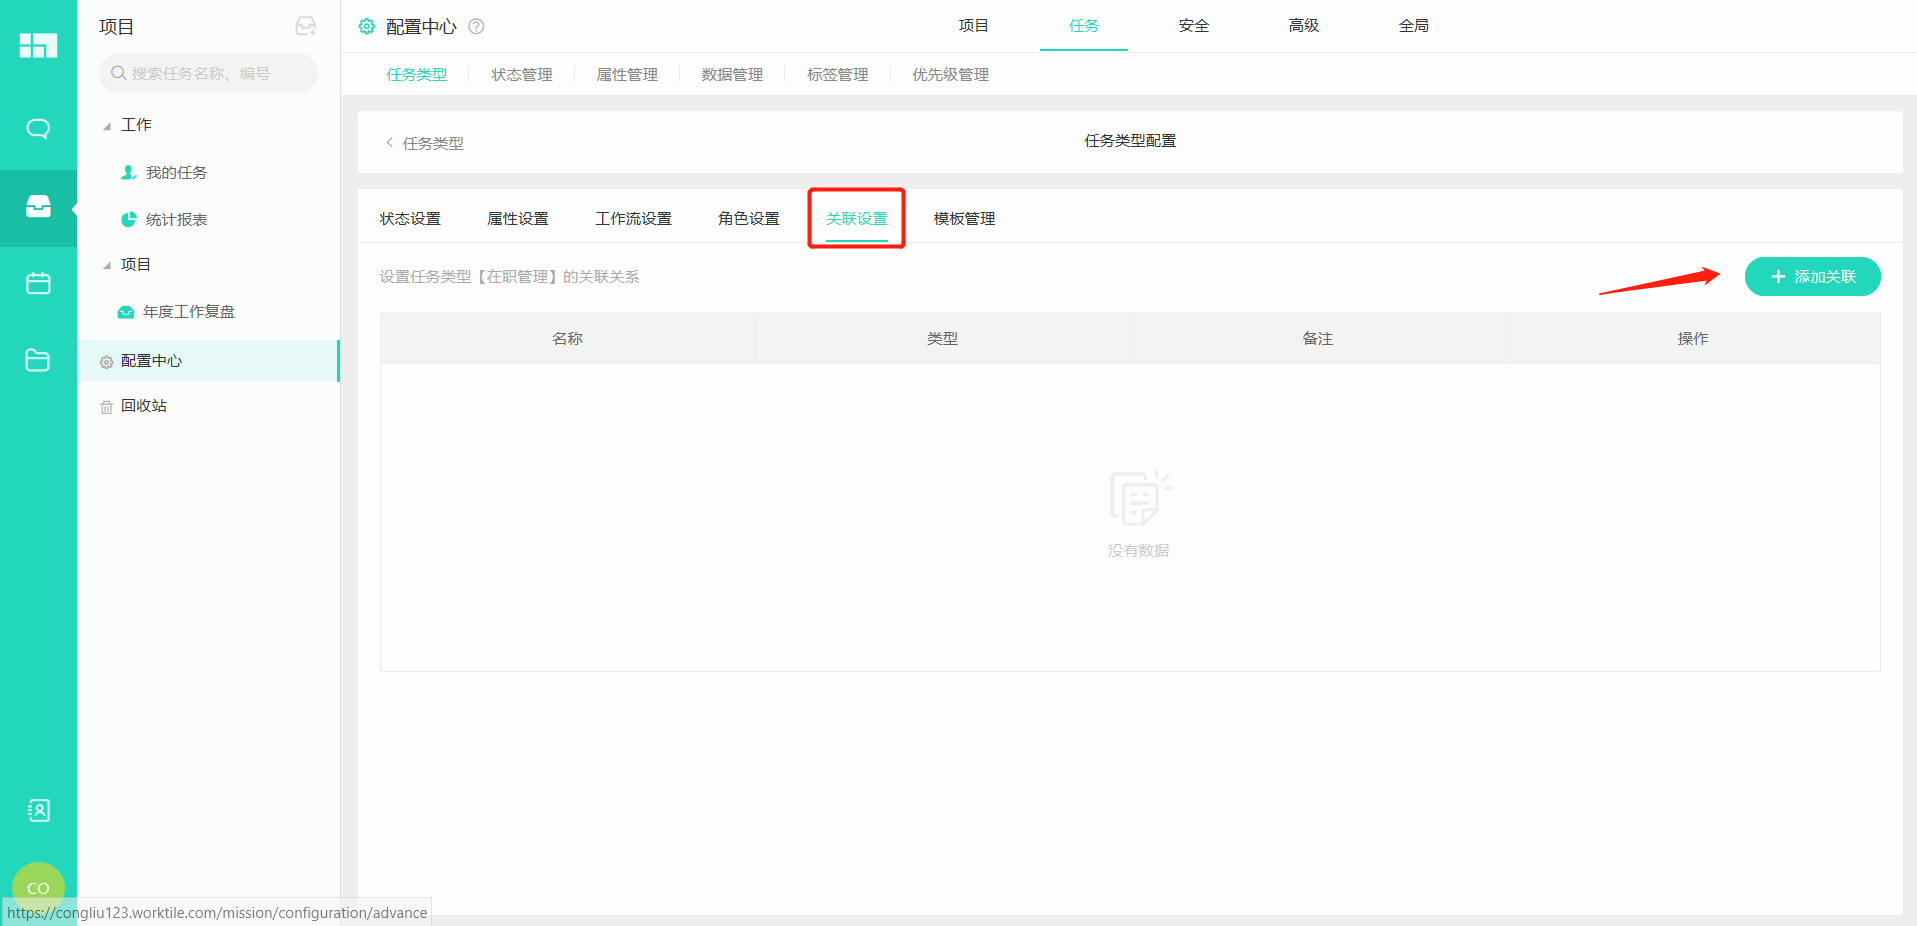 项目
搜索任务名称、编号
工作
我的任务
统计报表
项目
年度工作复盘
配置中心
回收站
CO
配置中心
项目 任务 安全 高级 全局
任务类型 状态管理 属性管理 数据管理 标签管理 优先级管理
任务类型
任务类型配置
状态设置 属性设置 工作流设置 角色设置 关联设置 模板管理
设置任务类型【在职管理】的关联关系
添加关联
名称 类型 备注 操作
没有数据
https://congliu123.worktile.com/mission/configuration/advance